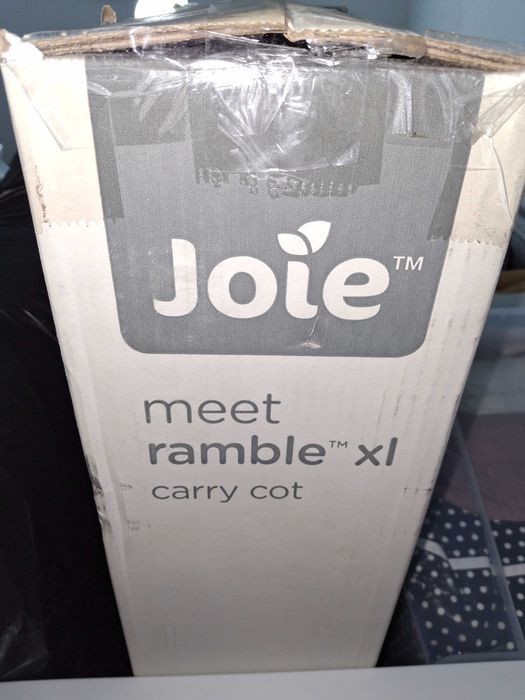 Joie™
meet
ramble™ xl
carry cot